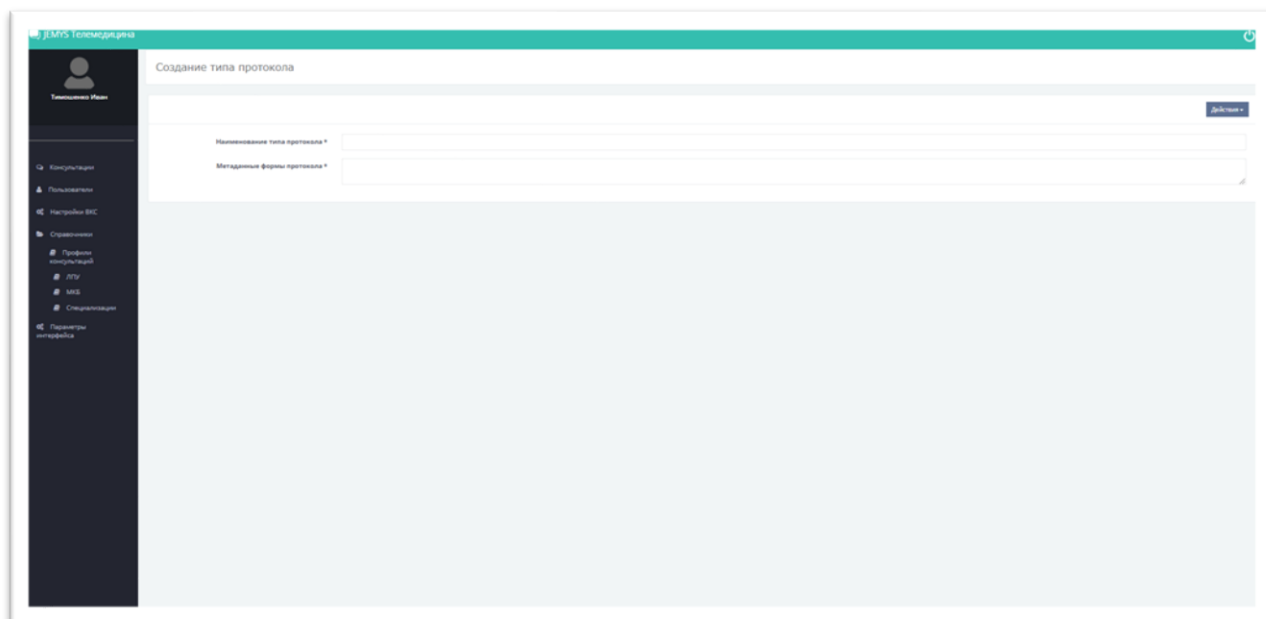 JEMYS Телемедицина
Тимошенко Иван
Создание типа протокола
Действия
Наименование типа протокола *
Метаданные формы протокола *
Консультации
Пользователи
Настройки ВКС
Справочники
Профили
консультаций
ЛПУ
МКБ
Специализации
Параметры
интерфейса